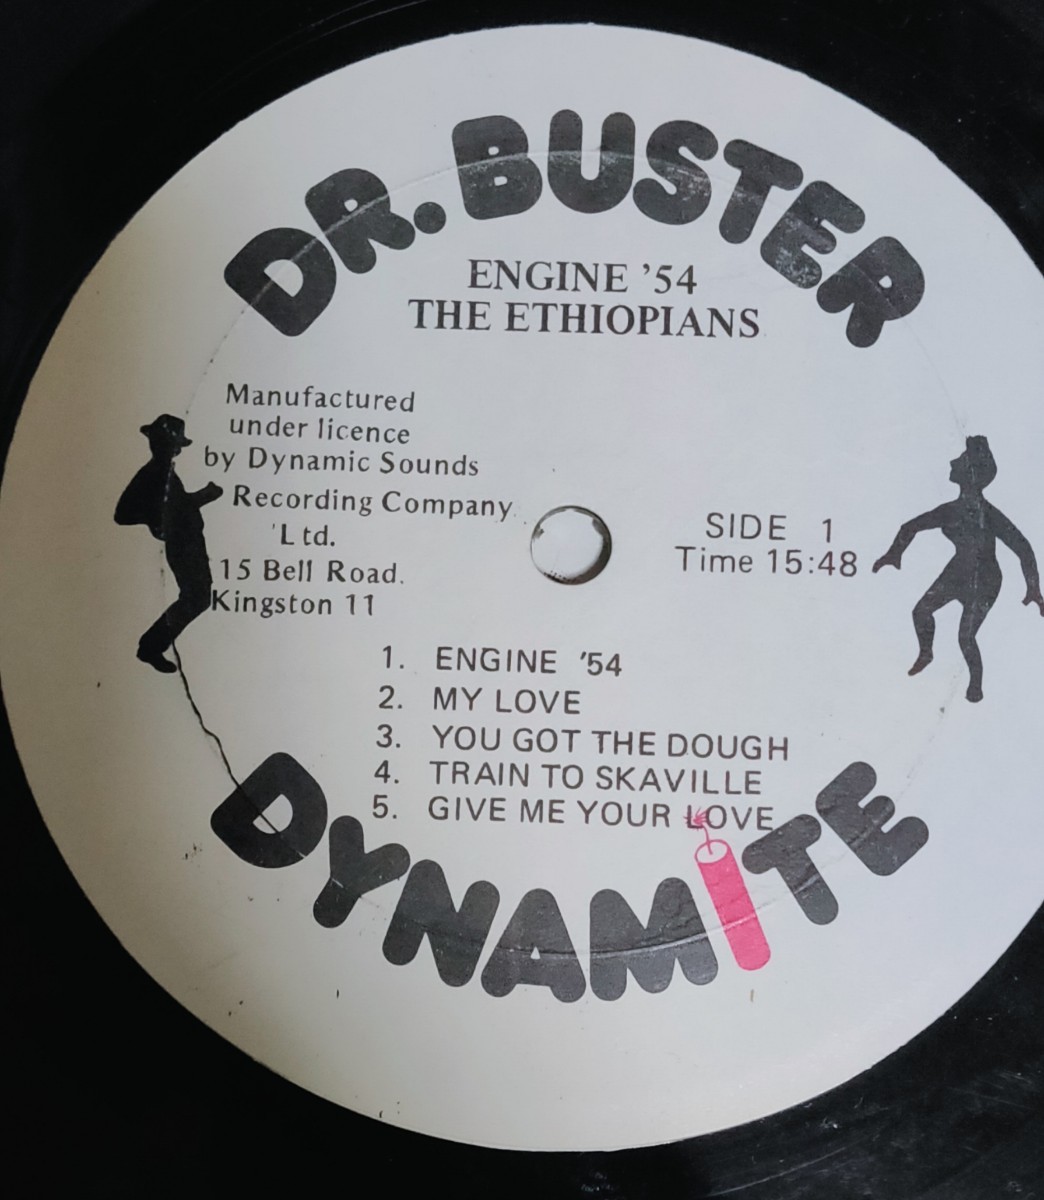 DR. BUSTER
ENGINE '54
THE ETHIOPIANS
Manufactured
under licence
by Dynamic Sounds
Recording Company
'Ltd.
15 Bell Road.
Kingston 11
SIDE 1
Time 15:48
1. ENGINE '54
2. MY LOVE
3. YOU GOT THE DOUGH
4. TRAIN TO SKAVILLE
5. GIVE ME YOUR LOVE
DYNAMITE